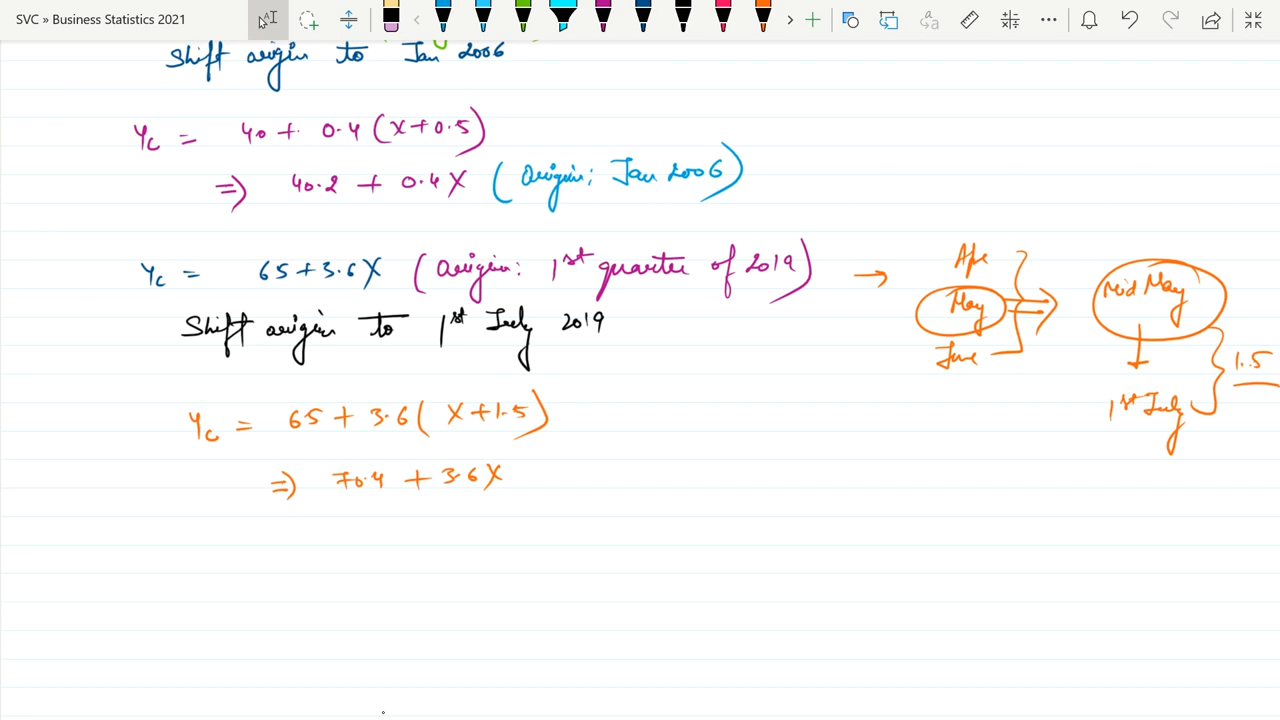 SVC » Business Statistics 2021
Shift origin to Jan 2006
Yc = 40 + 0.4 (X+0.5)
⇒ 40.2 + 0.4X (Origin: Jan 2006)
Yc = 65+3.6X (Origin: 1st quarter of 2019) →
Shift origin to 1st July 2019
Apr
May
June
Mid May
1st July
1.5
Yc = 65 + 3.6 (X+1.5)
⇒ 70.4 + 3.6X